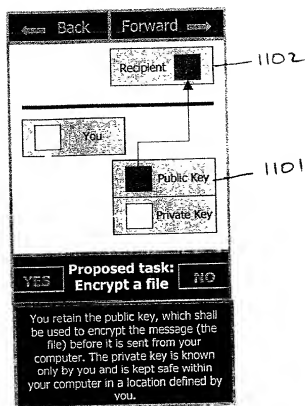 Back Forward
Recipient
1102
You
Public Key
1101
Private Key
YES Proposed task: NO
Encrypt a file
You retain the public key, which shall
be used to encrypt the message (the
file) before it is sent from your
computer. The private key is known
only by you and is kept safe within
your computer in a location defined by
you.